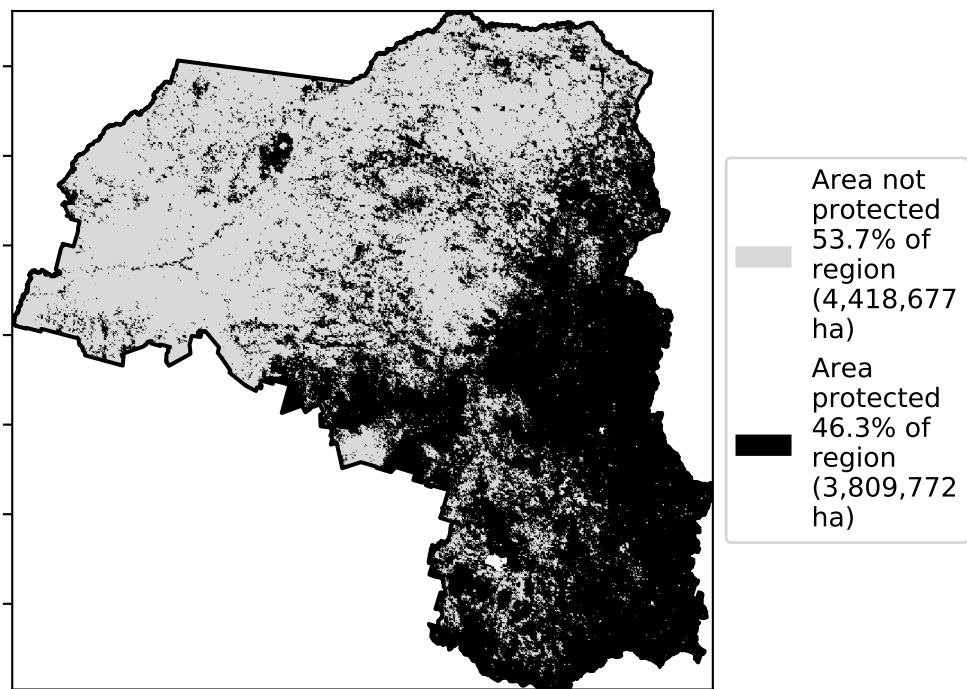 Area not
protected
53.7% of
region
(4,418,677
ha)
Area
protected
46.3% of
region
(3,809,772
ha)